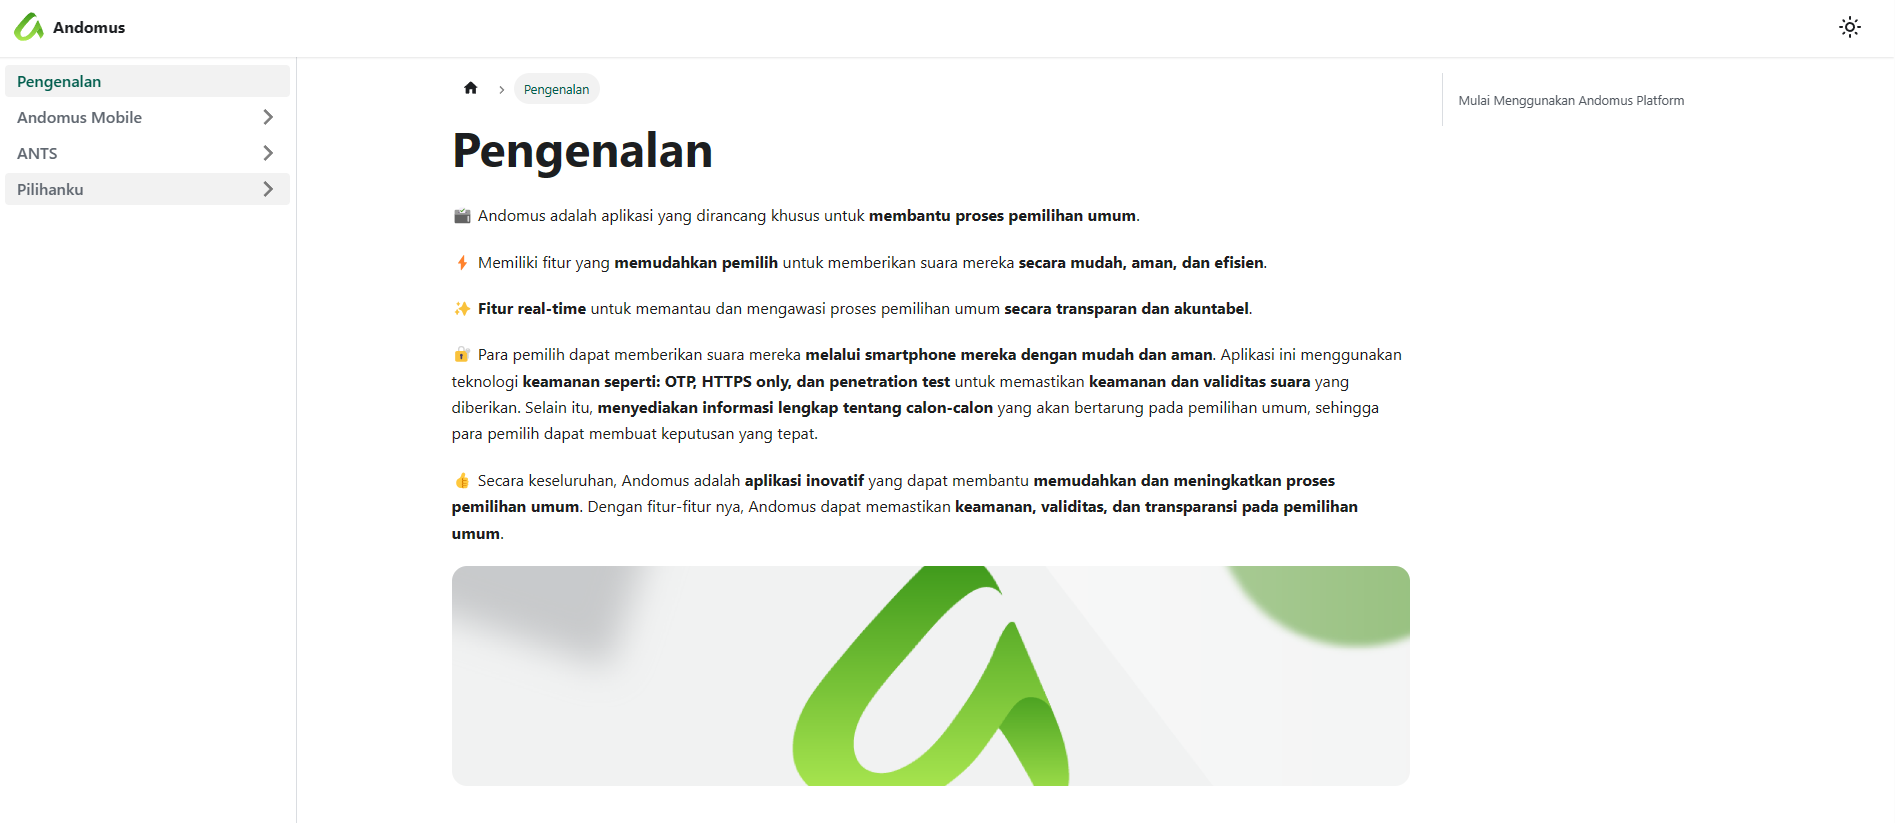 Andomus
Pengenalan
Andomus Mobile
ANTS
Pilihanku
Pengenalan
Mulai Menggunakan Andomus Platform
Pengenalan
Andomus adalah aplikasi yang dirancang khusus untuk membantu proses pemilihan umum.
Memiliki fitur yang memudahkan pemilih untuk memberikan suara mereka secara mudah, aman, dan efisien.
Fitur real-time untuk memantau dan mengawasi proses pemilihan umum secara transparan dan akuntabel.
Para pemilih dapat memberikan suara mereka melalui smartphone mereka dengan mudah dan aman. Aplikasi ini menggunakan
teknologi keamanan seperti: OTP, HTTPS only, dan penetration test untuk memastikan keamanan dan validitas suara yang
diberikan. Selain itu, menyediakan informasi lengkap tentang calon-calon yang akan bertarung pada pemilihan umum, sehingga
para pemilih dapat membuat keputusan yang tepat.
Secara keseluruhan, Andomus adalah aplikasi inovatif yang dapat membantu memudahkan dan meningkatkan proses
pemilihan umum. Dengan fitur-fitur nya, Andomus dapat memastikan keamanan, validitas, dan transparansi pada pemilihan
umum.